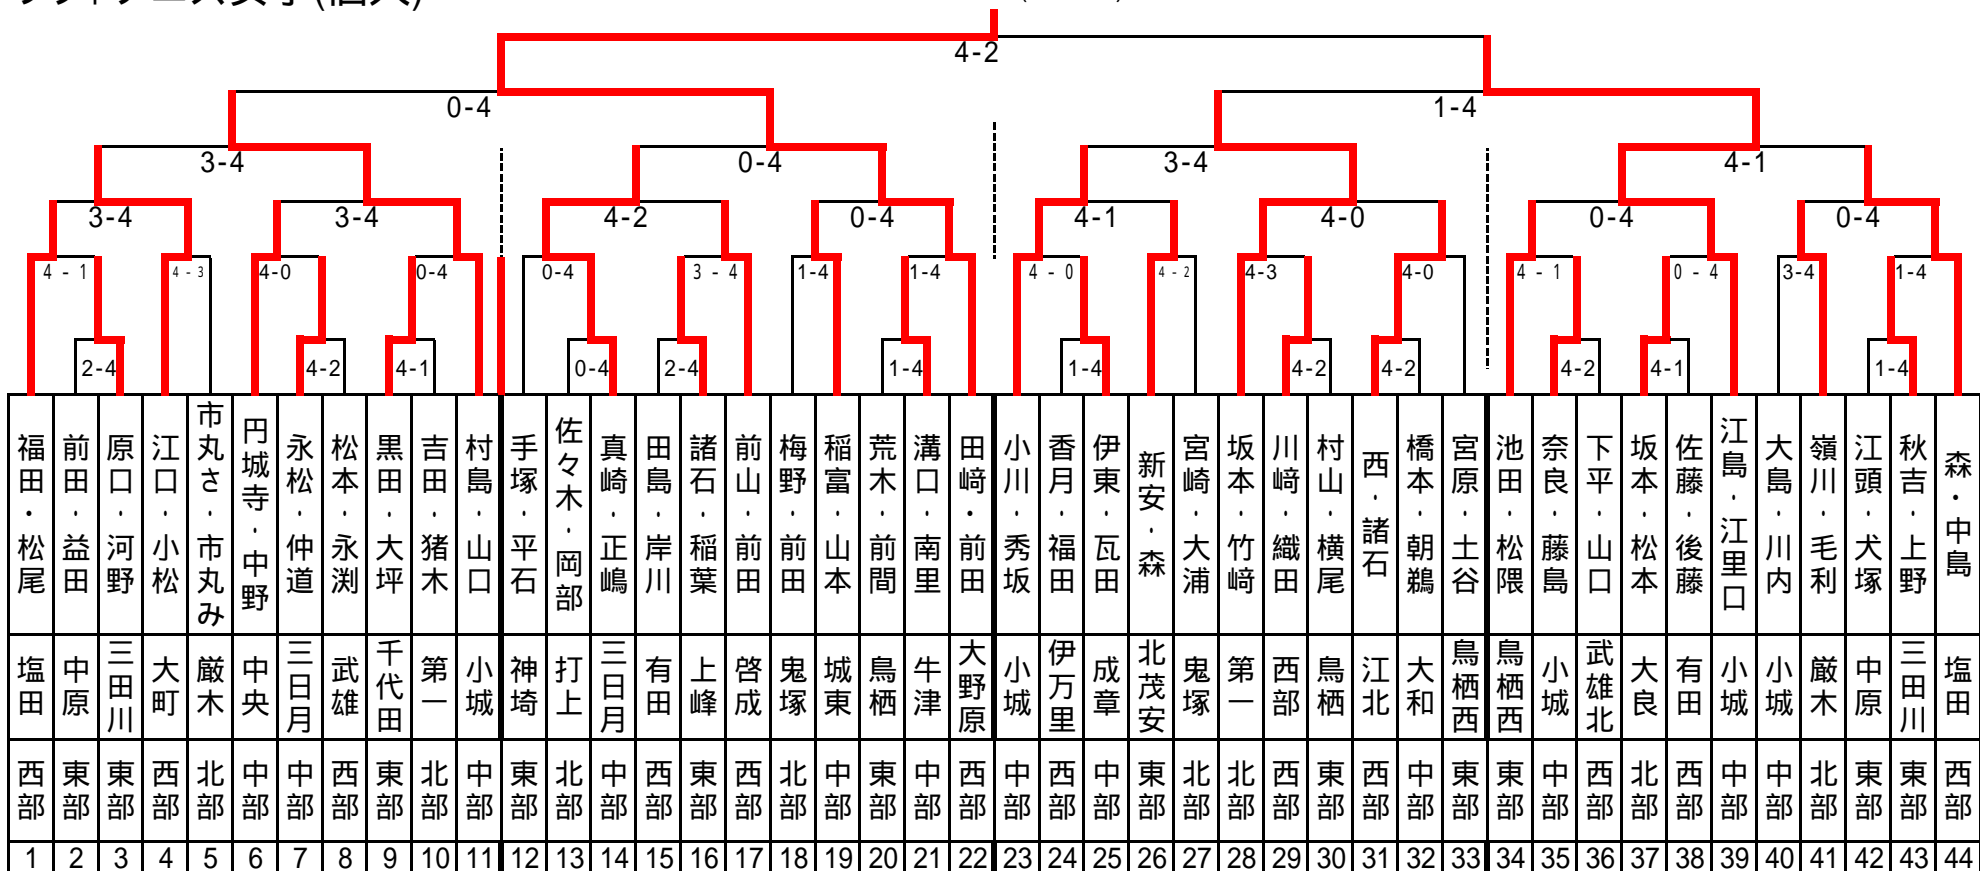 4-2
0-4 1-4
3-4 0-4 3-4 4-1
3-4 3-4 4-2 0-4 4-1 4-0 0-4 0-4
4-1 4-3 4-0 0-4 0-4 3-4 1-4 1-4 4-0 4-2 4-3 4-0 4-1 0-4 3-4 1-4
2-4 4-2 4-1 0-4 2-4 1-4 1-4 4-2 4-2 4-2 4-1 1-4
福田・松尾 前田・益田 原口・河野 江口・小松 市丸さ・市丸み 円城寺・中野 永松・仲道 松本・永渕 黒田・大坪 吉田・猪木 村島・山口 手塚・平石 佐々木・岡部 真崎・正嶋 田島・岸川 諸石・稲葉 前山・前田 梅野・前田 稲富・山本 荒木・前間 溝口・南里 田﨑・前田 小川・秀坂 香月・福田 伊東・瓦田 新安・森 宮崎・大浦 坂本・竹﨑 川﨑・織田 村山・横尾 西・諸石 橋本・朝鵜 宮原・土谷 池田・松隈 奈良・藤島 下平・山口 坂本・松本 佐藤・後藤 江島・江里口 大島・川内 嶺川・毛利 江頭・犬塚 秋吉・上野 森・中島
塩田 中原 三田川 大町 厳木 中央 三日月 武雄 千代田 第一 小城 神埼 打上 三日月 有田 上峰 啓成 鬼塚 城東 鳥栖 牛津 大野原 小城 伊万里 成章 北茂安 鬼塚 第一 西部 鳥栖 江北 大和 鳥栖西 鳥栖西 小城 武雄北 大良 有田 小城 小城 厳木 中原 三田川 塩田
西部 東部 東部 西部 北部 中部 中部 西部 東部 北部 中部 東部 北部 中部 西部 東部 西部 北部 中部 東部 中部 西部 中部 西部 中部 東部 北部 北部 西部 東部 西部 中部 東部 東部 中部 西部 北部 西部 中部 中部 北部 東部 東部 西部
1 2 3 4 5 6 7 8 9 10 11 12 13 14 15 16 17 18 19 20 21 22 23 24 25 26 27 28 29 30 31 32 33 34 35 36 37 38 39 40 41 42 43 44